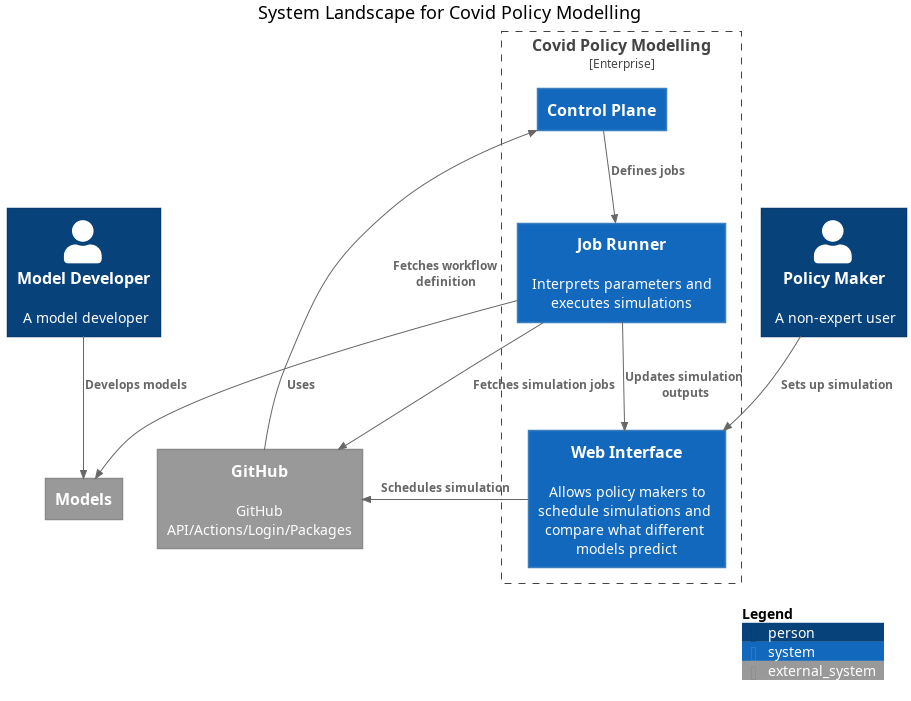 System Landscape for Covid Policy Modelling
Covid Policy Modelling
[Enterprise]
Control Plane
Defines jobs
Model Developer
A model developer
Fetches workflow
definition
Job Runner
Interprets parameters and
executes simulations
Policy Maker
A non-expert user
Develops models
Uses
Fetches simulation jobs
Updates simulation
outputs
Sets up simulation
Models
GitHub
GitHub
API/Actions/Login/Packages
Schedules simulation
Web Interface
Allows policy makers to
schedule simulations and
compare what different
models predict
Legend
person
system
external_system